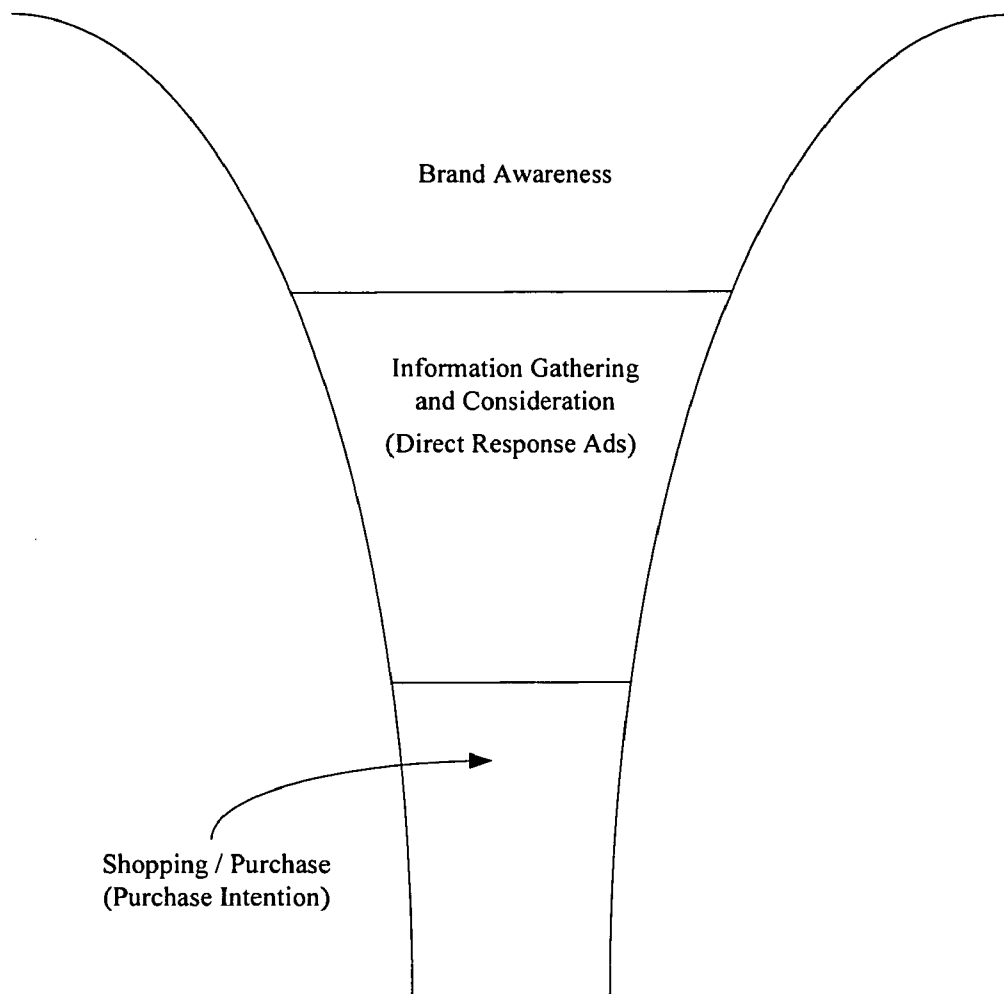 Brand Awareness
Information Gathering
and Consideration
(Direct Response Ads)
Shopping / Purchase
(Purchase Intention)